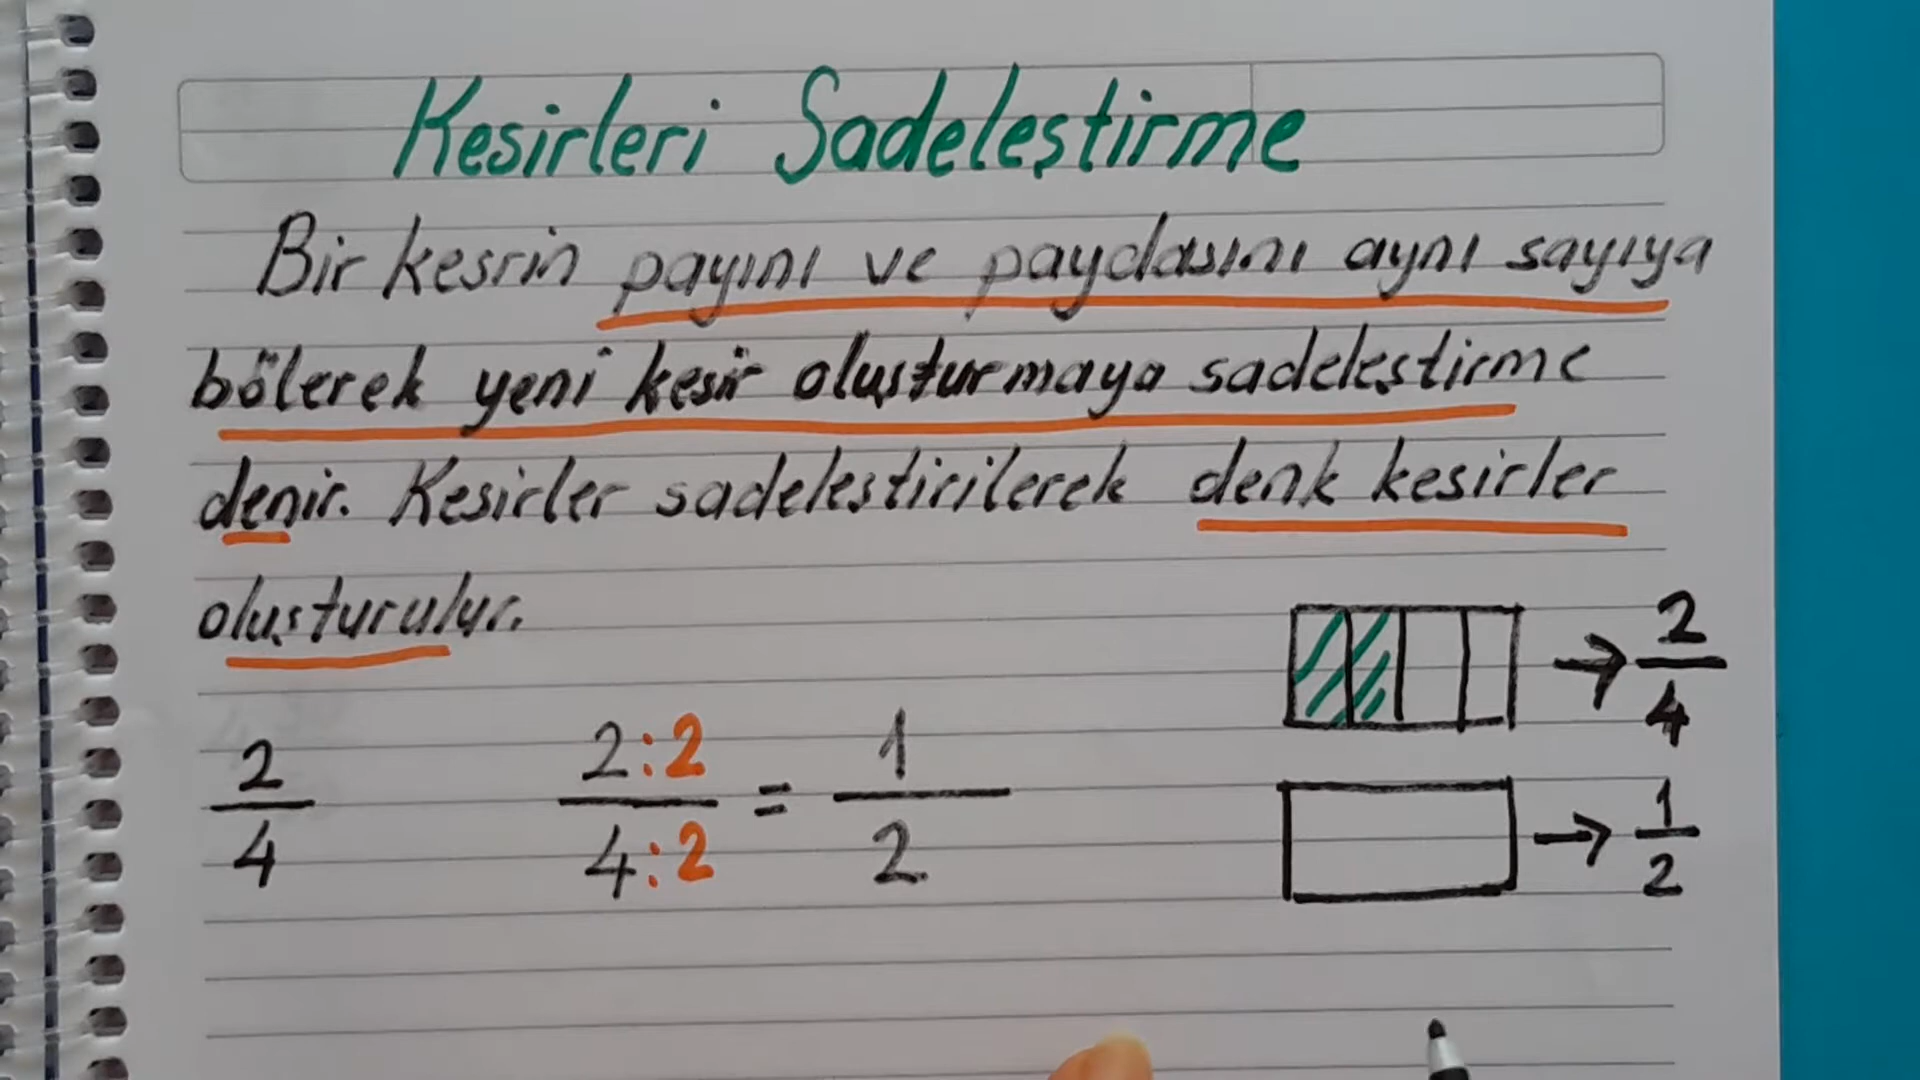 Kesirleri Sadeleştirme
Bir kesrin payını ve paydasını aynı sayıya
bölerek yeni kesir oluşturmaya sadeleştirme
denir. Kesirler sadeleştirilerek denk kesirler
oluşturulur.
2/4
2:2/4:2 = 1/2
→ 2/4
→ 1/2